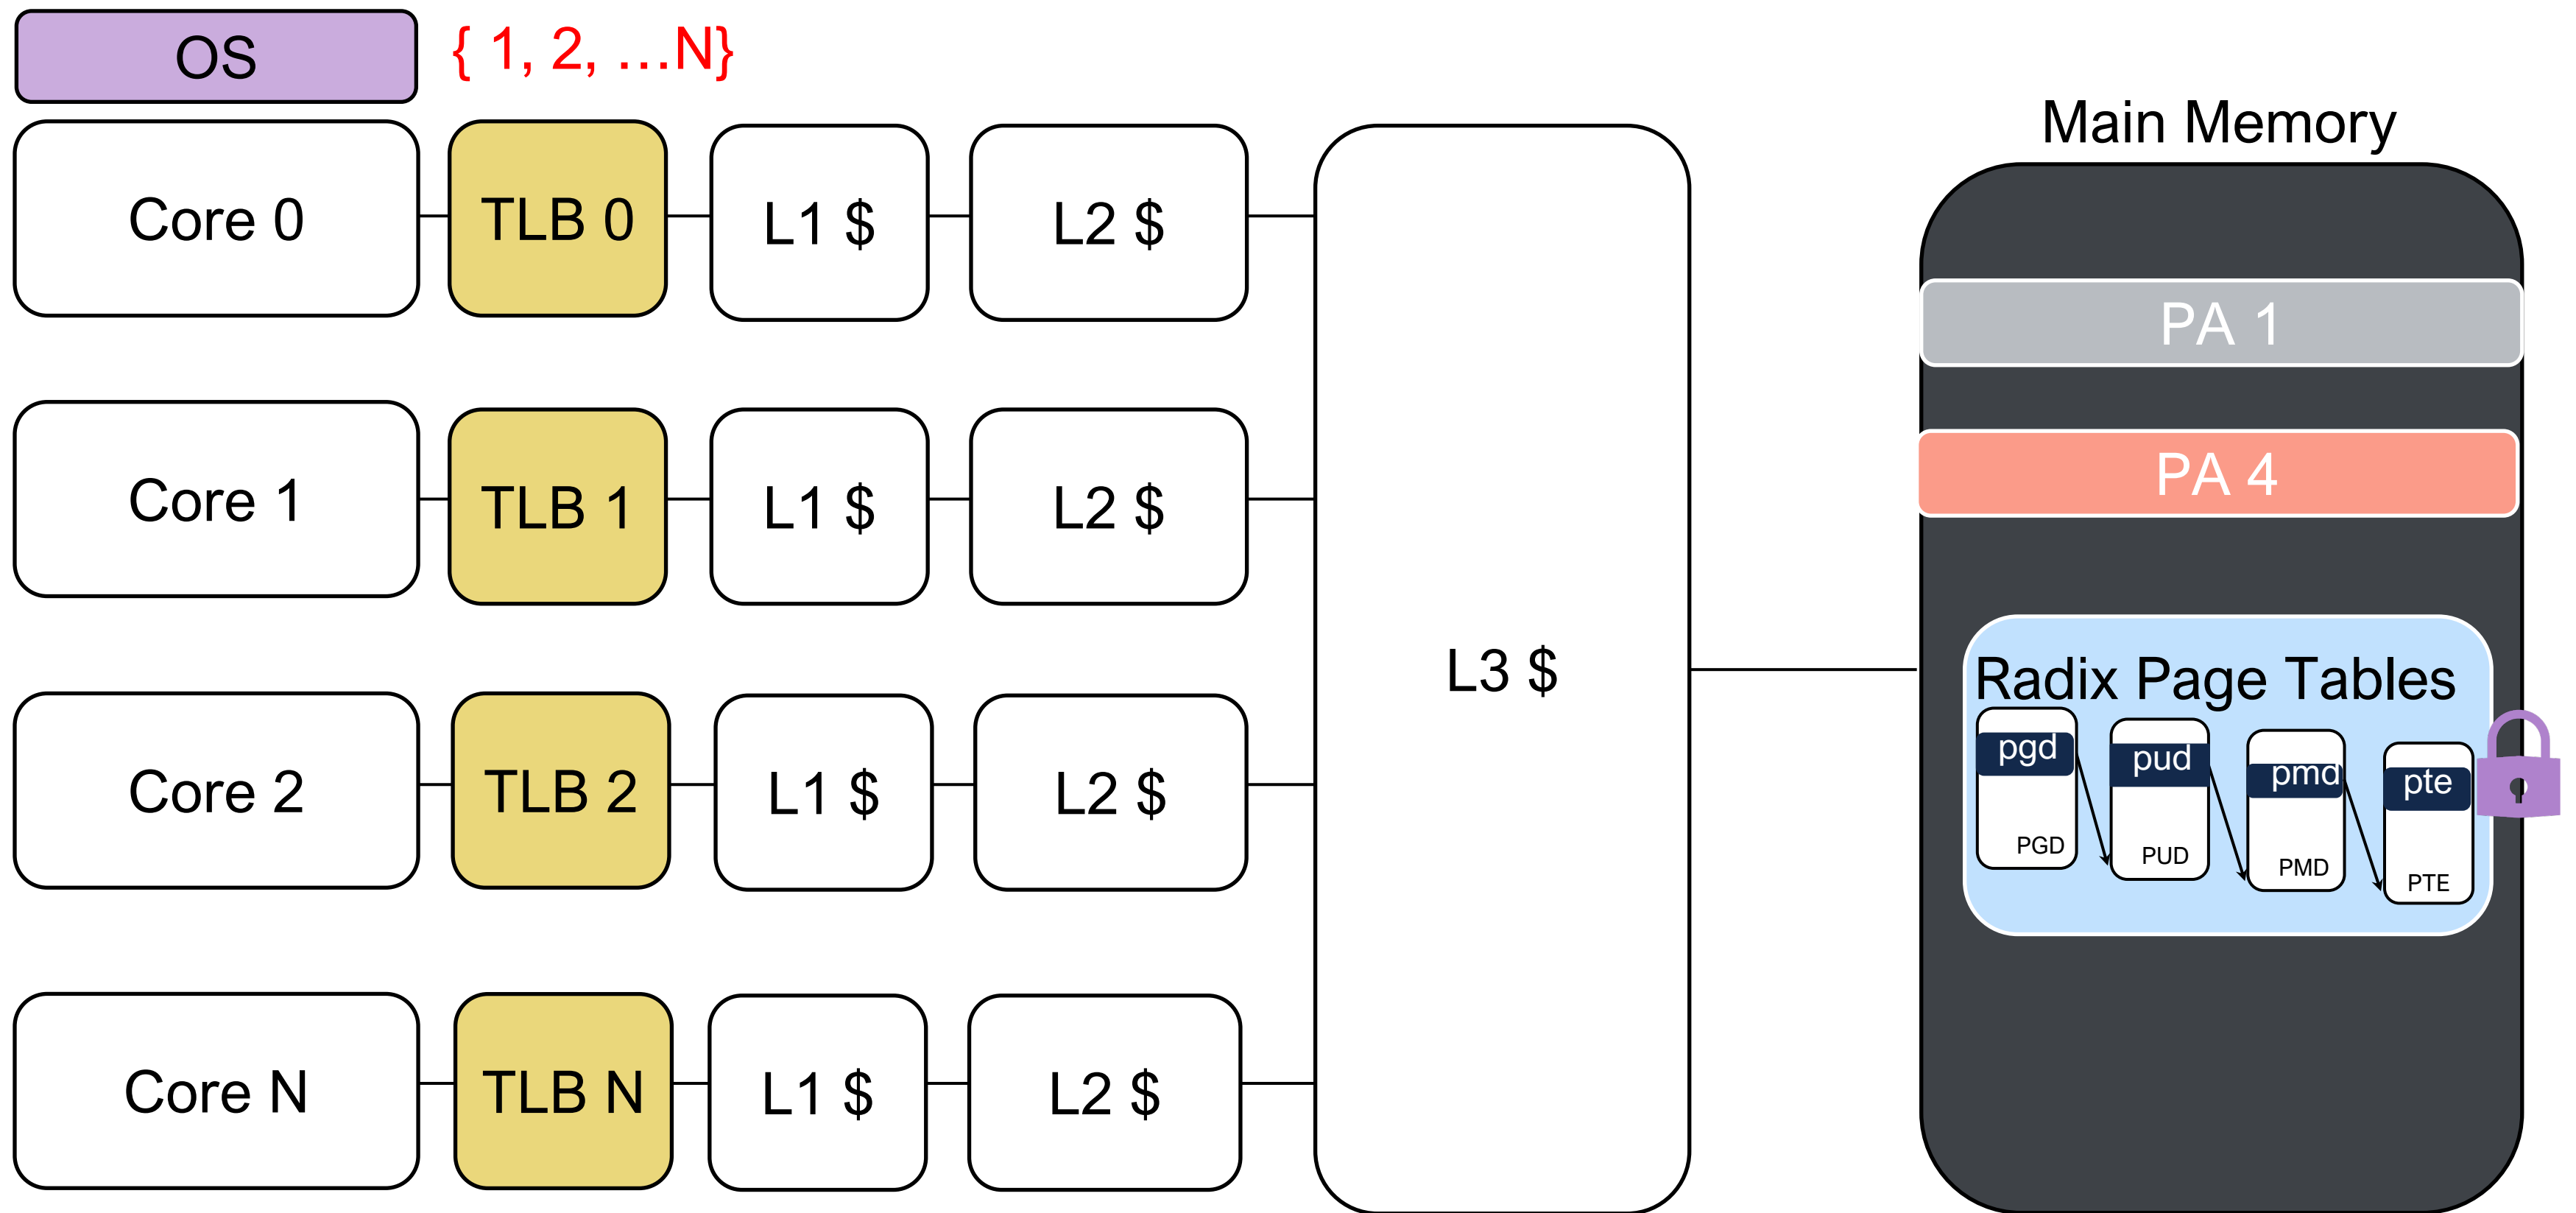 OS
{ 1, 2, …N}
Main Memory
Core 0
TLB 0
L1 $
L2 $
PA 1
Core 1
TLB 1
L1 $
L2 $
PA 4
L3 $
Radix Page Tables
pgd
pud
pmd
pte
PGD
PUD
PMD
PTE
Core 2
TLB 2
L1 $
L2 $
Core N
TLB N
L1 $
L2 $